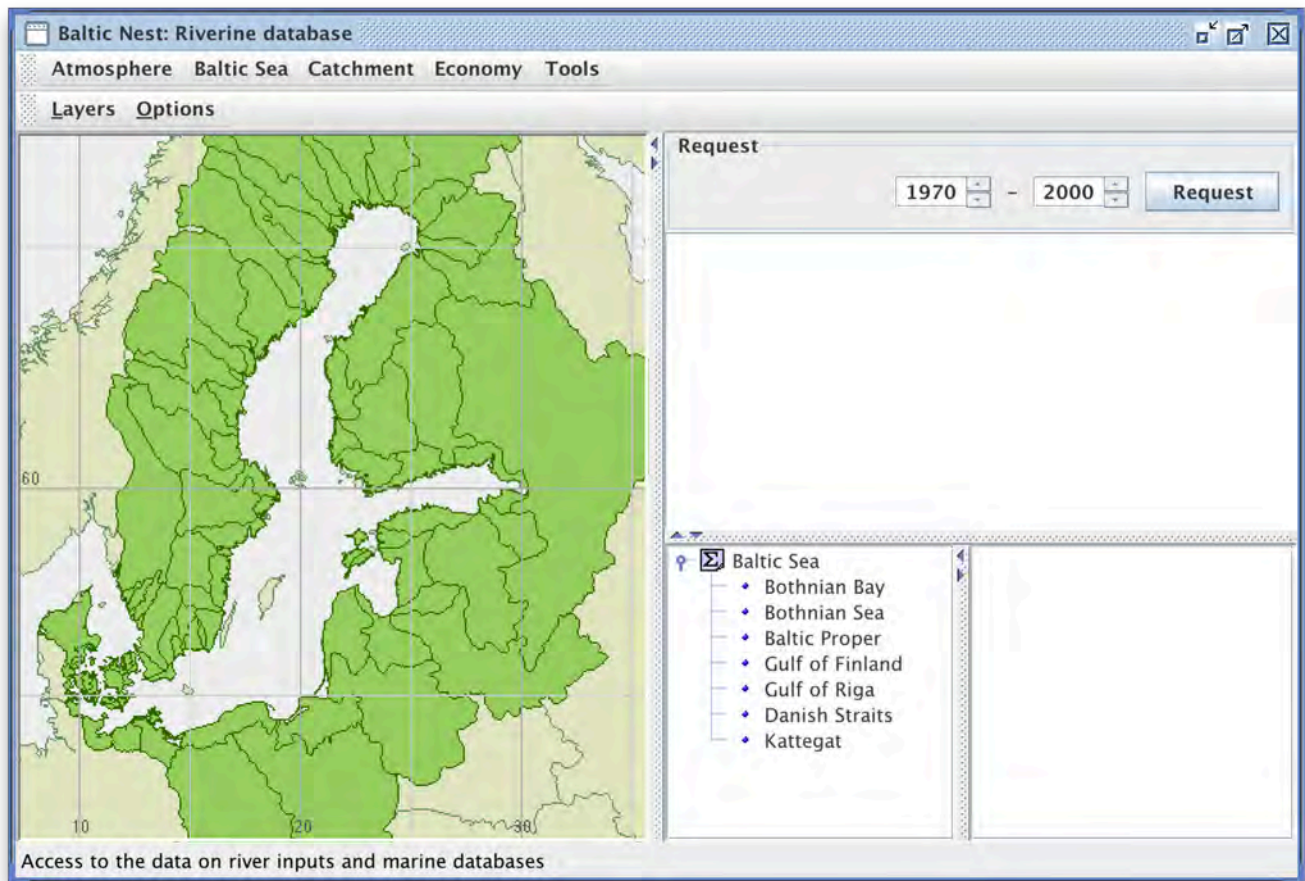 Baltic Nest: Riverine database
Atmosphere Baltic Sea Catchment Economy Tools
Layers Options
Request
1970 - 2000 Request
60
10 20 30
Baltic Sea
Bothnian Bay
Bothnian Sea
Baltic Proper
Gulf of Finland
Gulf of Riga
Danish Straits
Kattegat
Access to the data on river inputs and marine databases